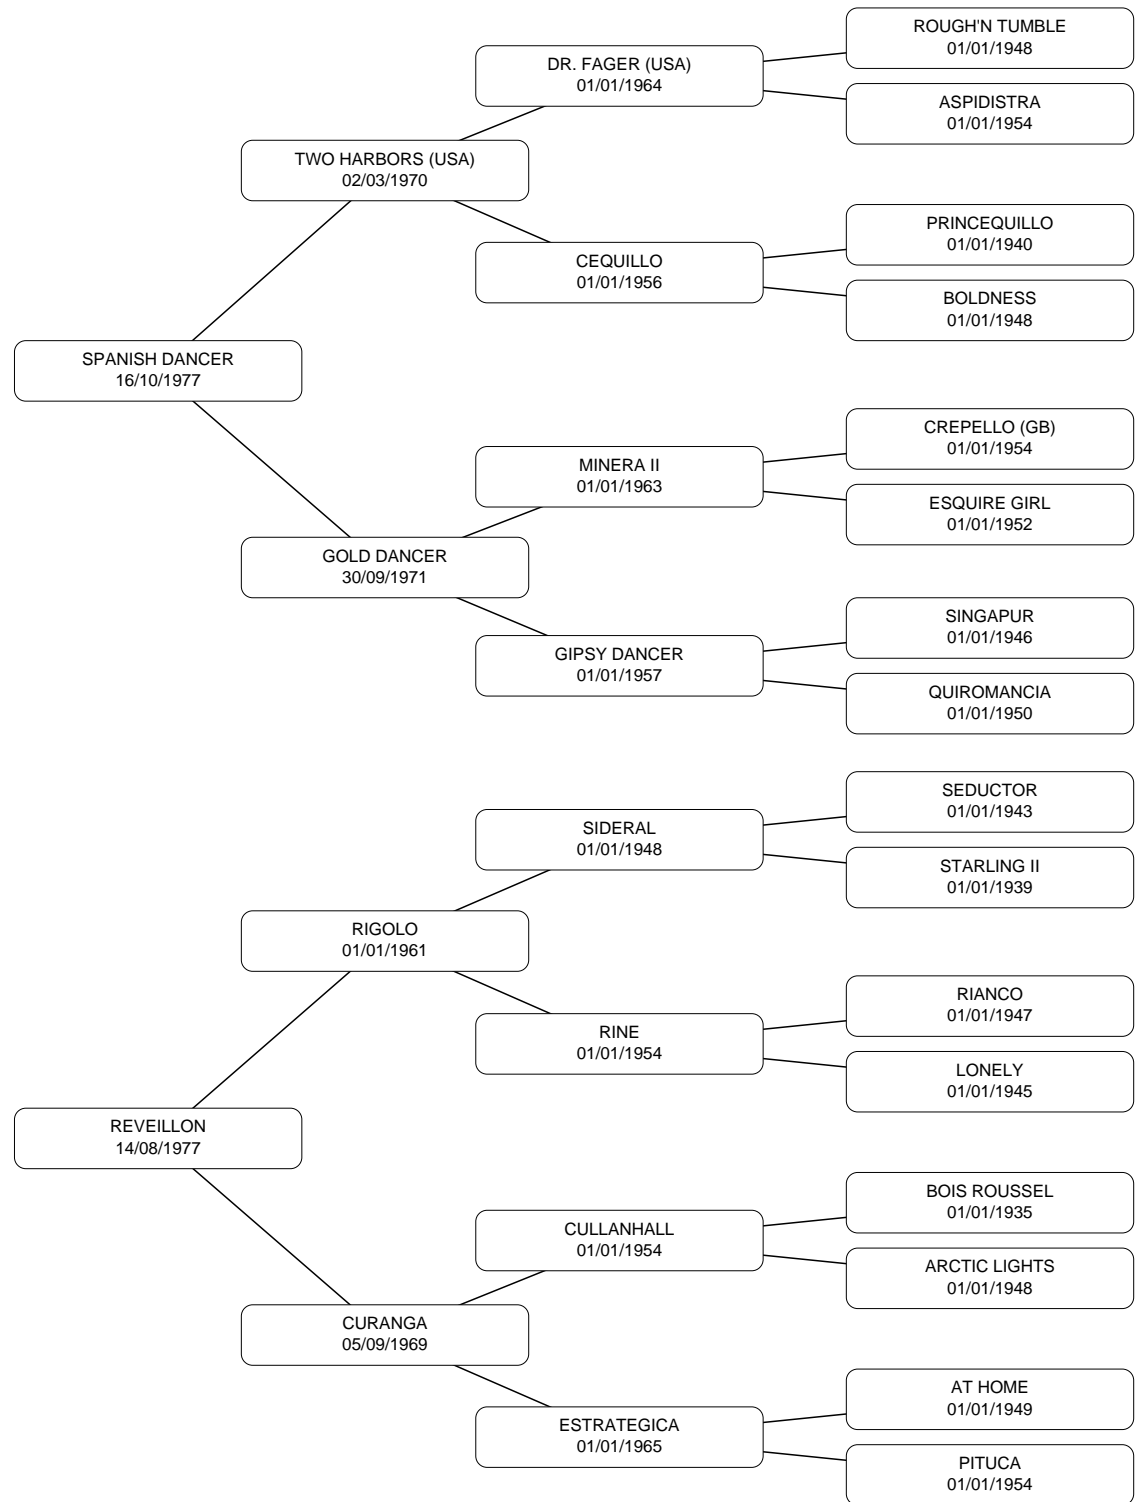 ROUGH'N TUMBLE
01/01/1948
DR. FAGER (USA)
01/01/1964
ASPIDISTRA
01/01/1954
TWO HARBORS (USA)
02/03/1970
PRINCEQUILLO
01/01/1940
CEQUILLO
01/01/1956
BOLDNESS
01/01/1948
SPANISH DANCER
16/10/1977
CREPELLO (GB)
01/01/1954
MINERA II
01/01/1963
ESQUIRE GIRL
01/01/1952
GOLD DANCER
30/09/1971
SINGAPUR
01/01/1946
GIPSY DANCER
01/01/1957
QUIROMANCIA
01/01/1950
SEDUCTOR
01/01/1943
SIDERAL
01/01/1948
STARLING II
01/01/1939
RIGOLO
01/01/1961
RIANCO
01/01/1947
RINE
01/01/1954
LONELY
01/01/1945
REVEILLON
14/08/1977
BOIS ROUSSEL
01/01/1935
CULLANHALL
01/01/1954
ARCTIC LIGHTS
01/01/1948
CURANGA
05/09/1969
AT HOME
01/01/1949
ESTRATEGICA
01/01/1965
PITUCA
01/01/1954